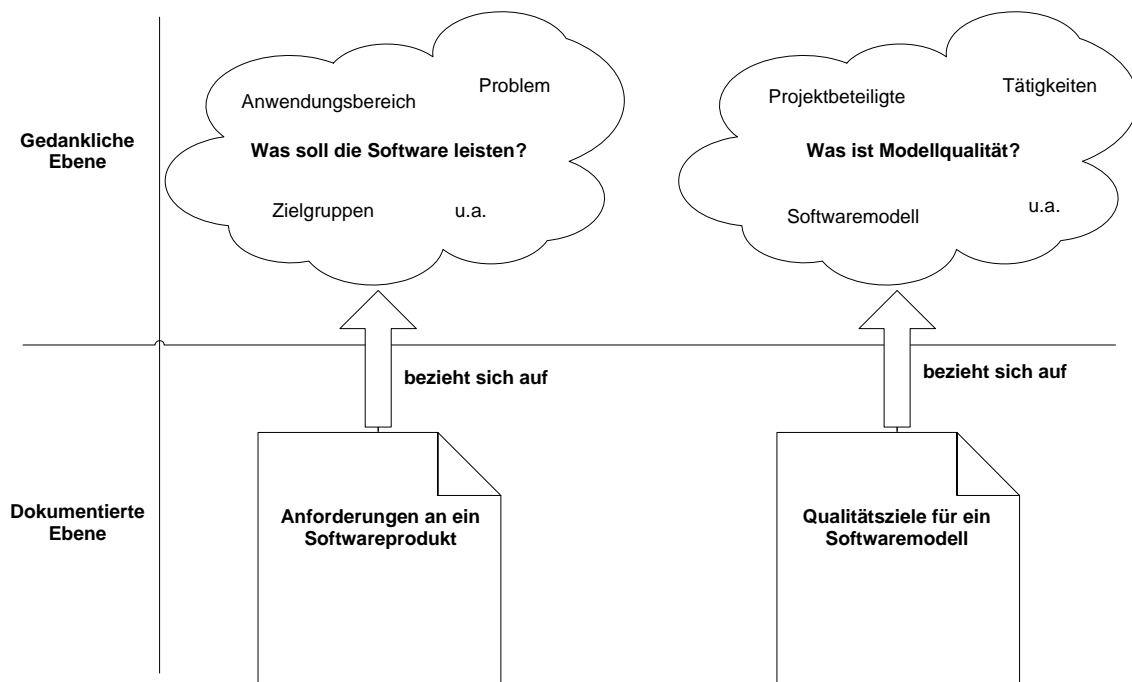 Gedankliche
Ebene
Anwendungsbereich
Problem
Was soll die Software leisten?
Zielgruppen
u.a.
Projektbeteiligte
Tätigkeiten
Was ist Modellqualität?
Softwaremodell
u.a.
bezieht sich auf
bezieht sich auf
Dokumentierte
Ebene
Anforderungen an ein
Softwareprodukt
Qualitätsziele für ein
Softwaremodell